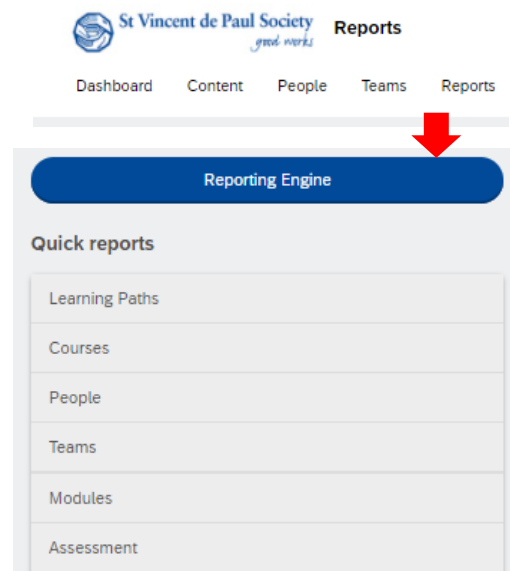 St Vincent de Paul Society
good works
Reports
Dashboard Content People Teams Reports
Reporting Engine
Quick reports
Learning Paths
Courses
People
Teams
Modules
Assessment